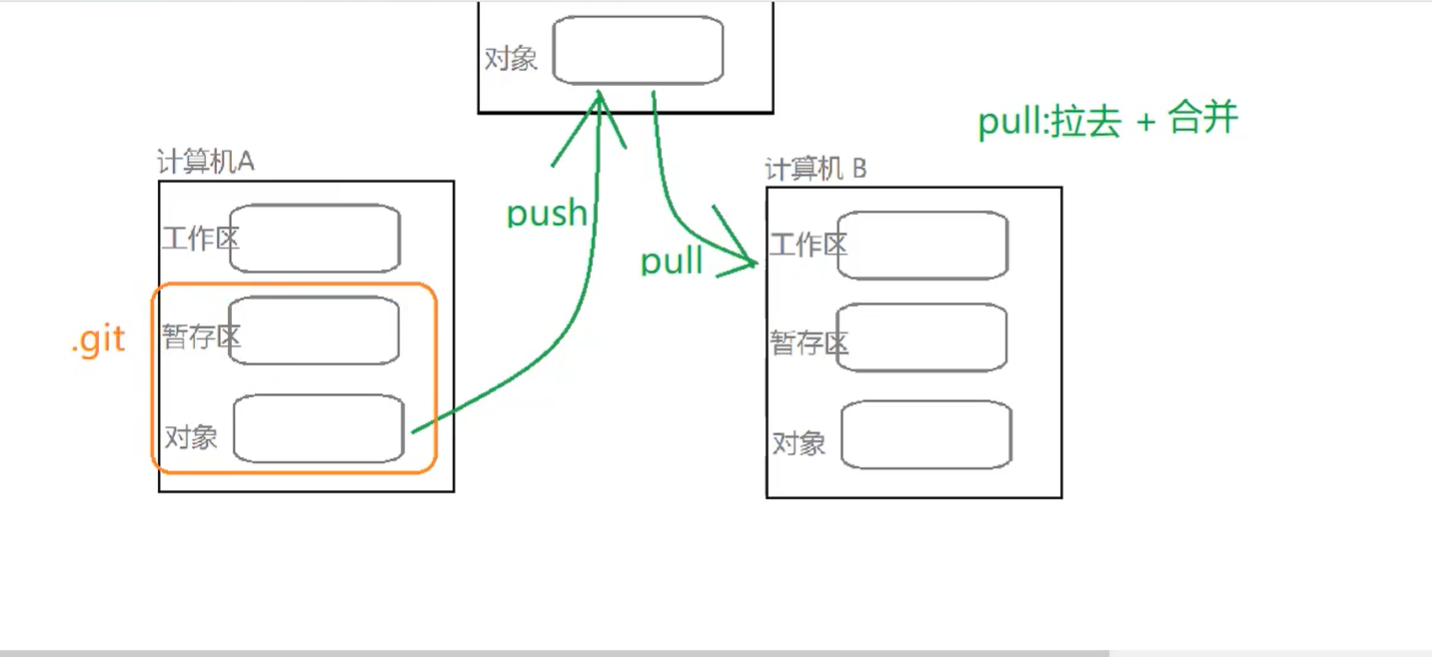 对象
pull:拉去 + 合并
计算机A
计算机 B
push
工作区
工作区
pull
.git
暂存区
暂存区
对象
对象